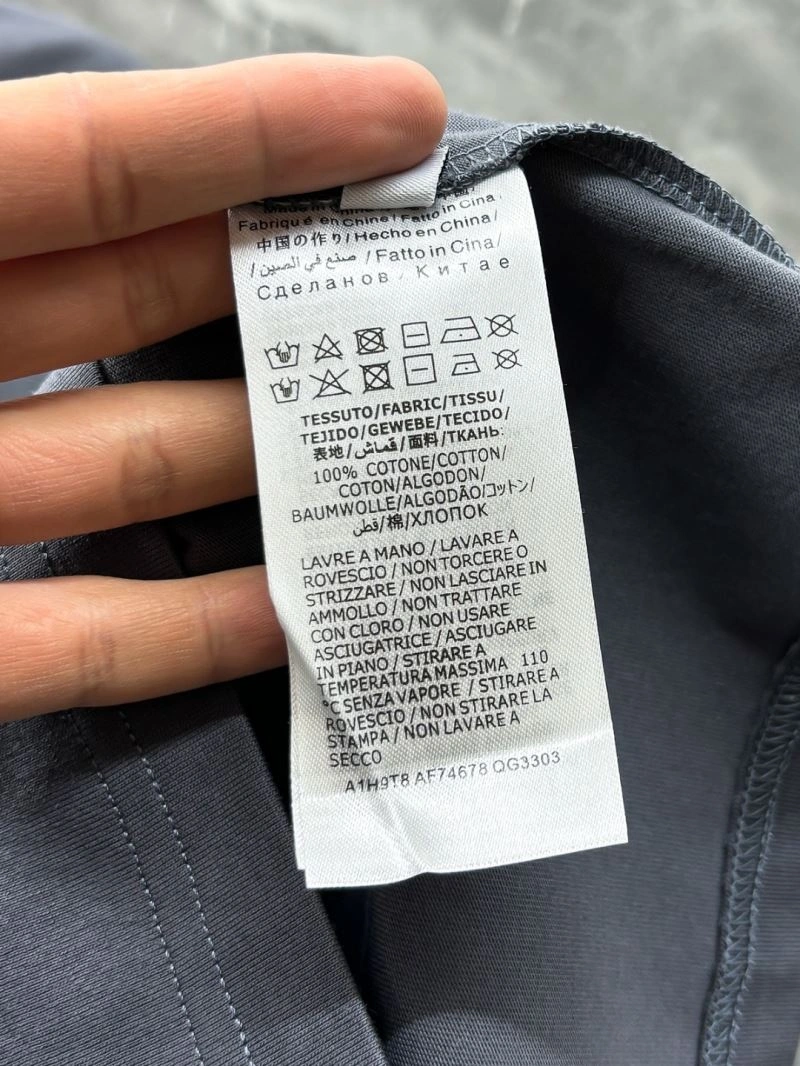 Made in China
Fabriqué en Chine / Fatto in Cina /
中国の作り / Hecho en China /
/ صنع في الصين / Fatto in Cina /
Сделанов / Китае
TESSUTO/FABRIC/TISSU/
TEJIDO/GEWEBE/TECIDO/
表地/قماش/面料/ТКАНЬ:
100% COTONE/COTTON/
COTON/ALGODON/
BAUMWOLLE/ALGODÃO/コットン/
قطن/棉/ХЛОПОК
LAVRE A MANO / LAVARE A
ROVESCIO / NON TORCERE O
STRIZZARE / NON LASCIARE IN
AMMOLLO / NON TRATTARE
CON CLORO / NON USARE
ASCIUGATRICE / ASCIUGARE
IN PIANO / STIRARE A
TEMPERATURA MASSIMA 110
°C SENZA VAPORE / STIRARE A
ROVESCIO / NON STIRARE LA
STAMPA / NON LAVARE A
SECCO
A1H9T8 AF74678 QG3303